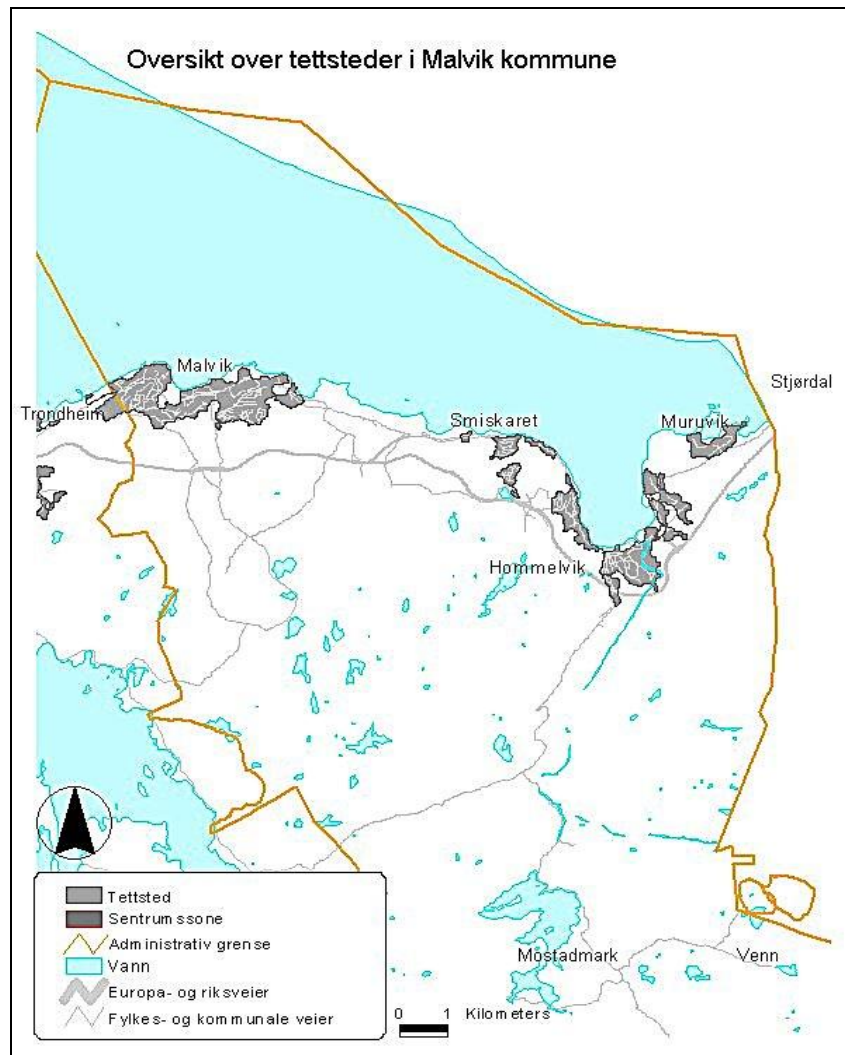 Oversikt over tettsteder i Malvik kommune
Malvik
Stjørdal
Trondheim
Smiskaret
Muruvik
Hommelvik
Mostadmark
Venn
Tettsted
Sentrumssone
Administrativ grense
Vann
Europa- og riksveier
Fylkes- og kommunale veier
0 1 Kilometers